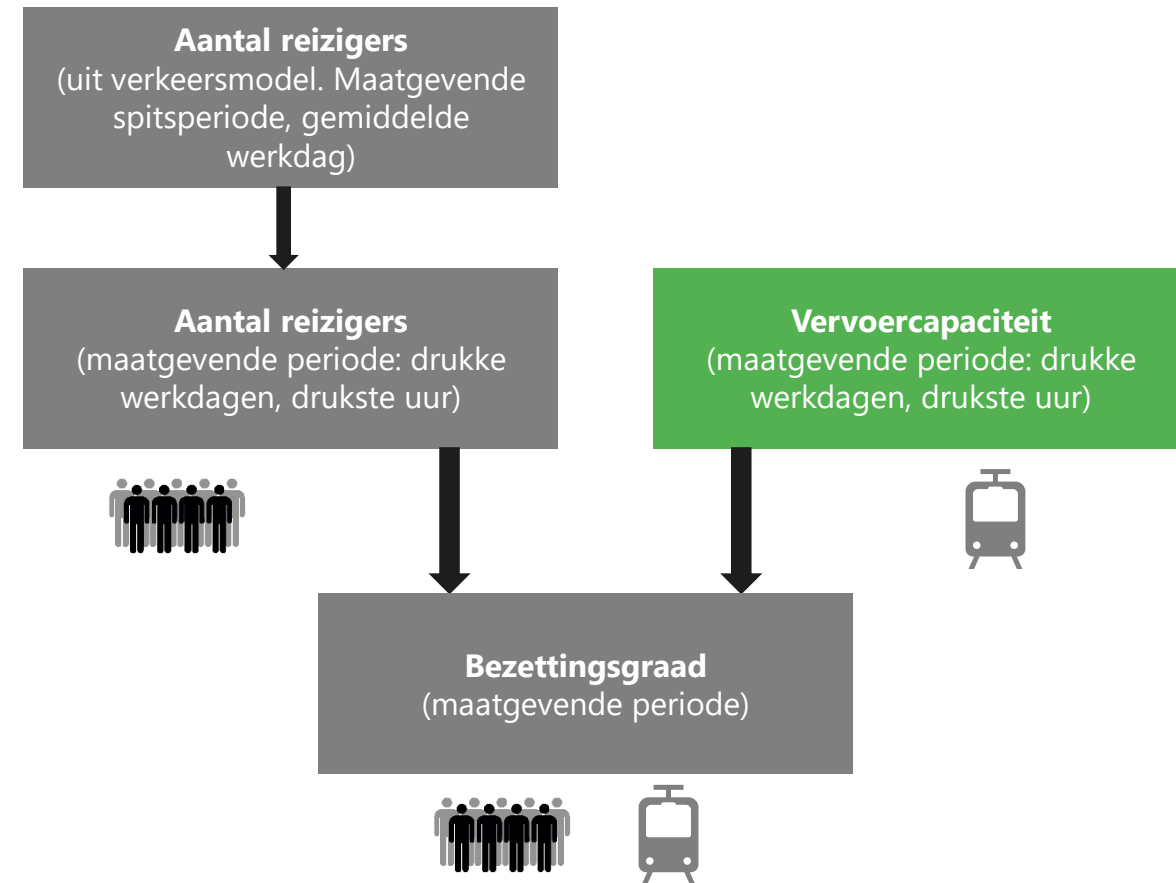 Aantal reizigers
(uit verkeersmodel. Maatgevende
spitsperiode, gemiddelde
werkdag)
Aantal reizigers
(maatgevende periode: drukke
werkdagen, drukste uur)
Vervoercapaciteit
(maatgevende periode: drukke
werkdagen, drukste uur)
Bezettingsgraad
(maatgevende periode)